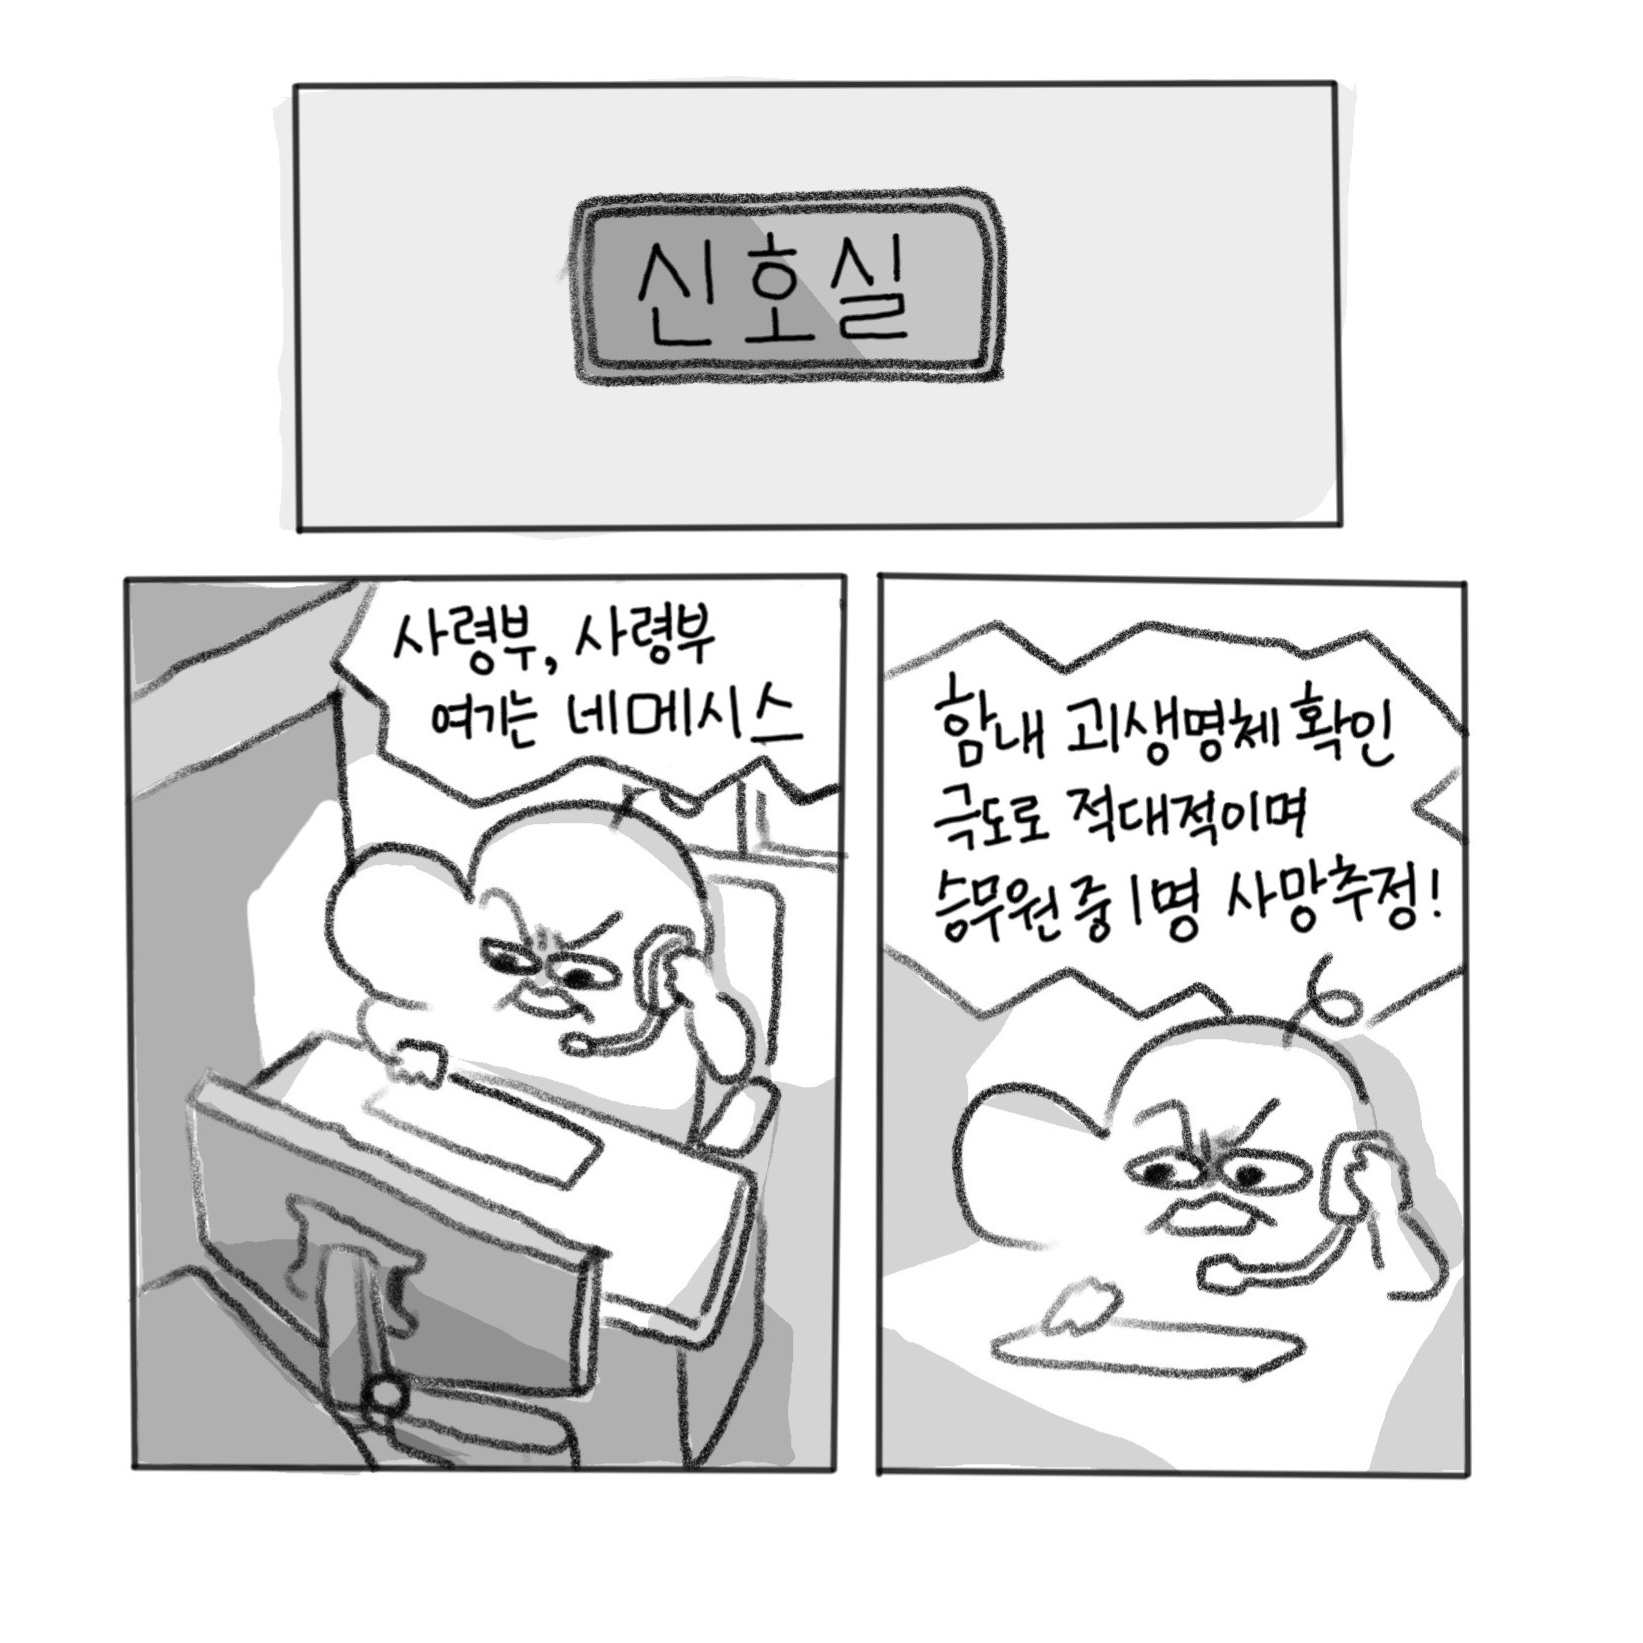 신호실
사령부, 사령부
여기는 네메시스
함내 괴생명체 확인
극도로 적대적이며
승무원 중 1명 사망추정!